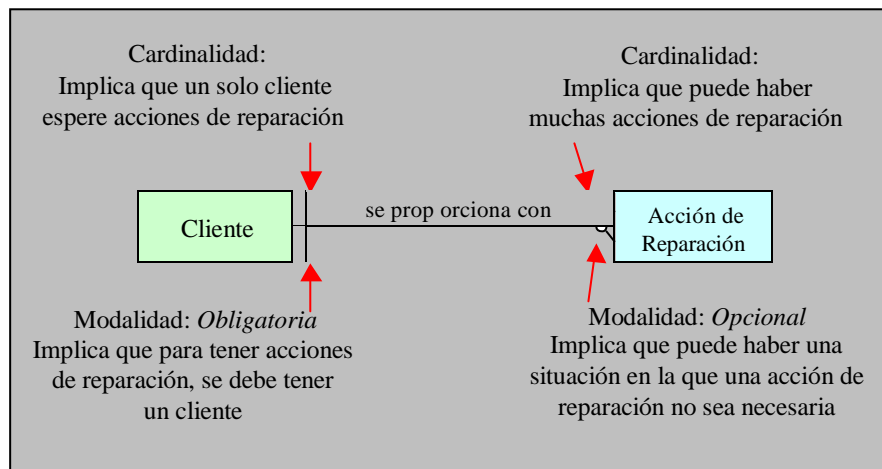 Cardinalidad:
Implica que un solo cliente
espere acciones de reparación
Cardinalidad:
Implica que puede haber
muchas acciones de reparación
Cliente
se prop orciona con
Acción de
Reparación
Modalidad: Obligatoria
Implica que para tener acciones
de reparación, se debe tener
un cliente
Modalidad: Opcional
Implica que puede haber una
situación en la que una acción de
reparación no sea necesaria